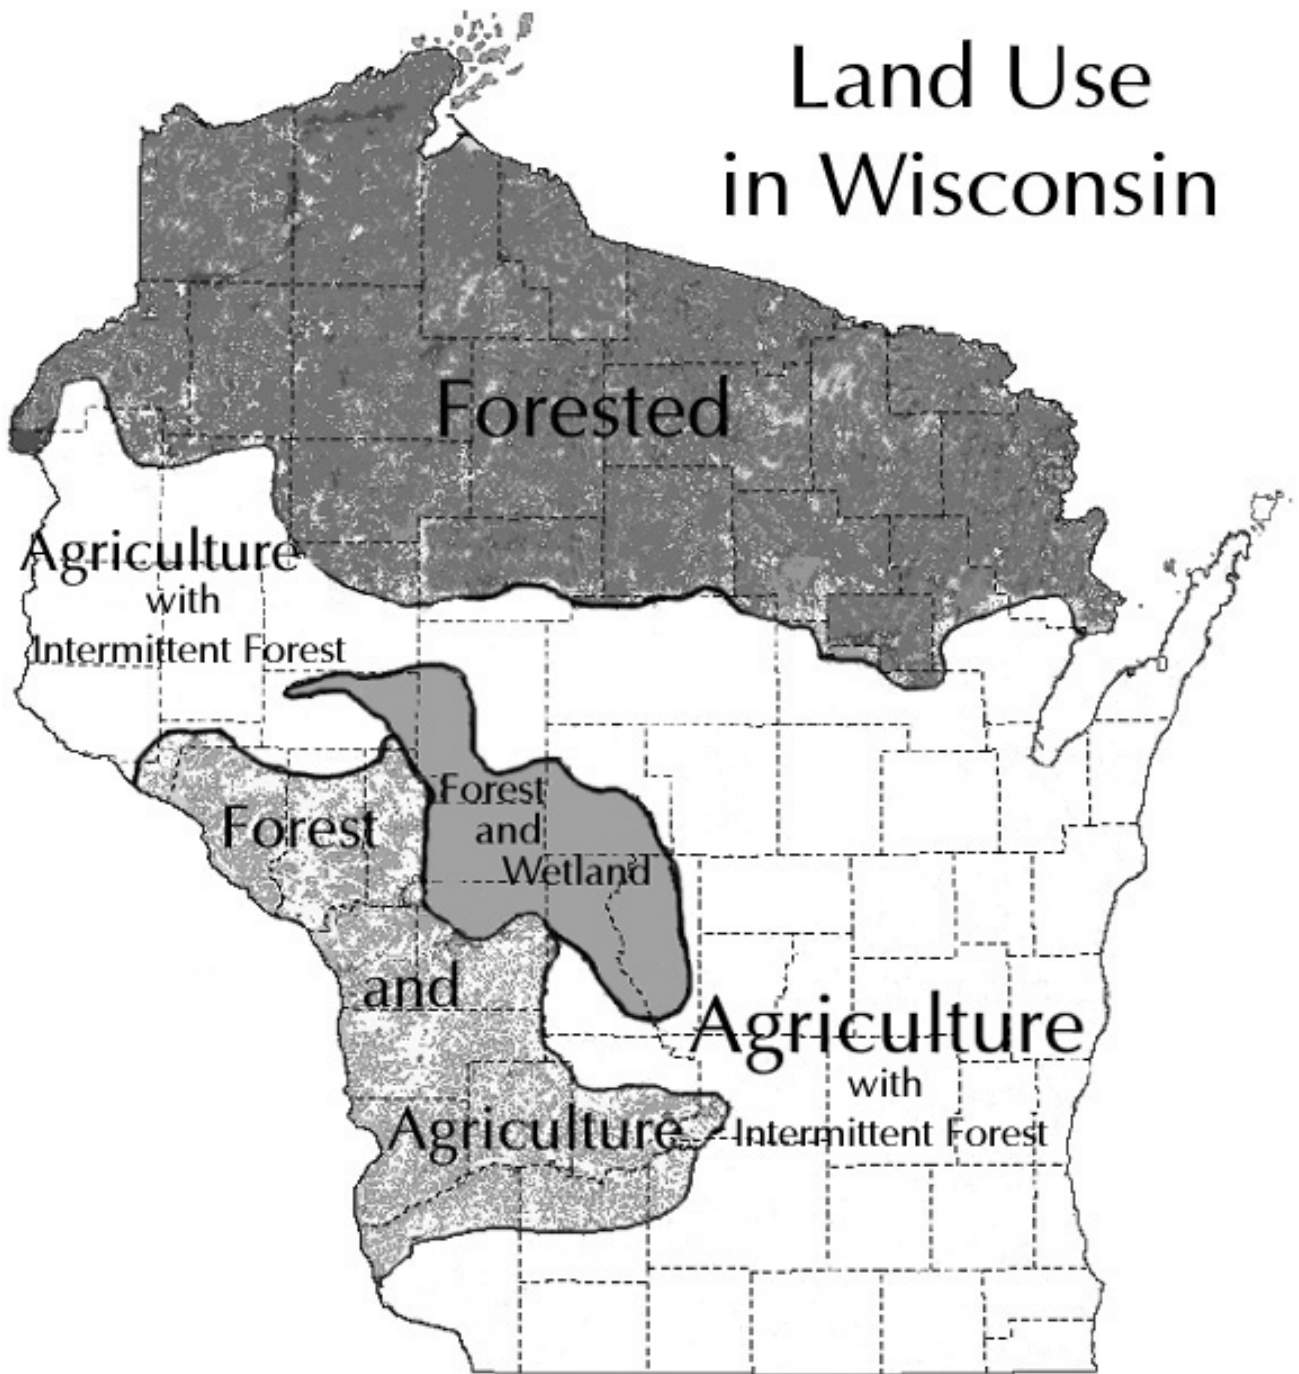 Land Use
in Wisconsin
Forested
Agriculture
with
Intermittent Forest
Forest
and
Wetland
Forest
and
Agriculture
Agriculture
with
Intermittent Forest